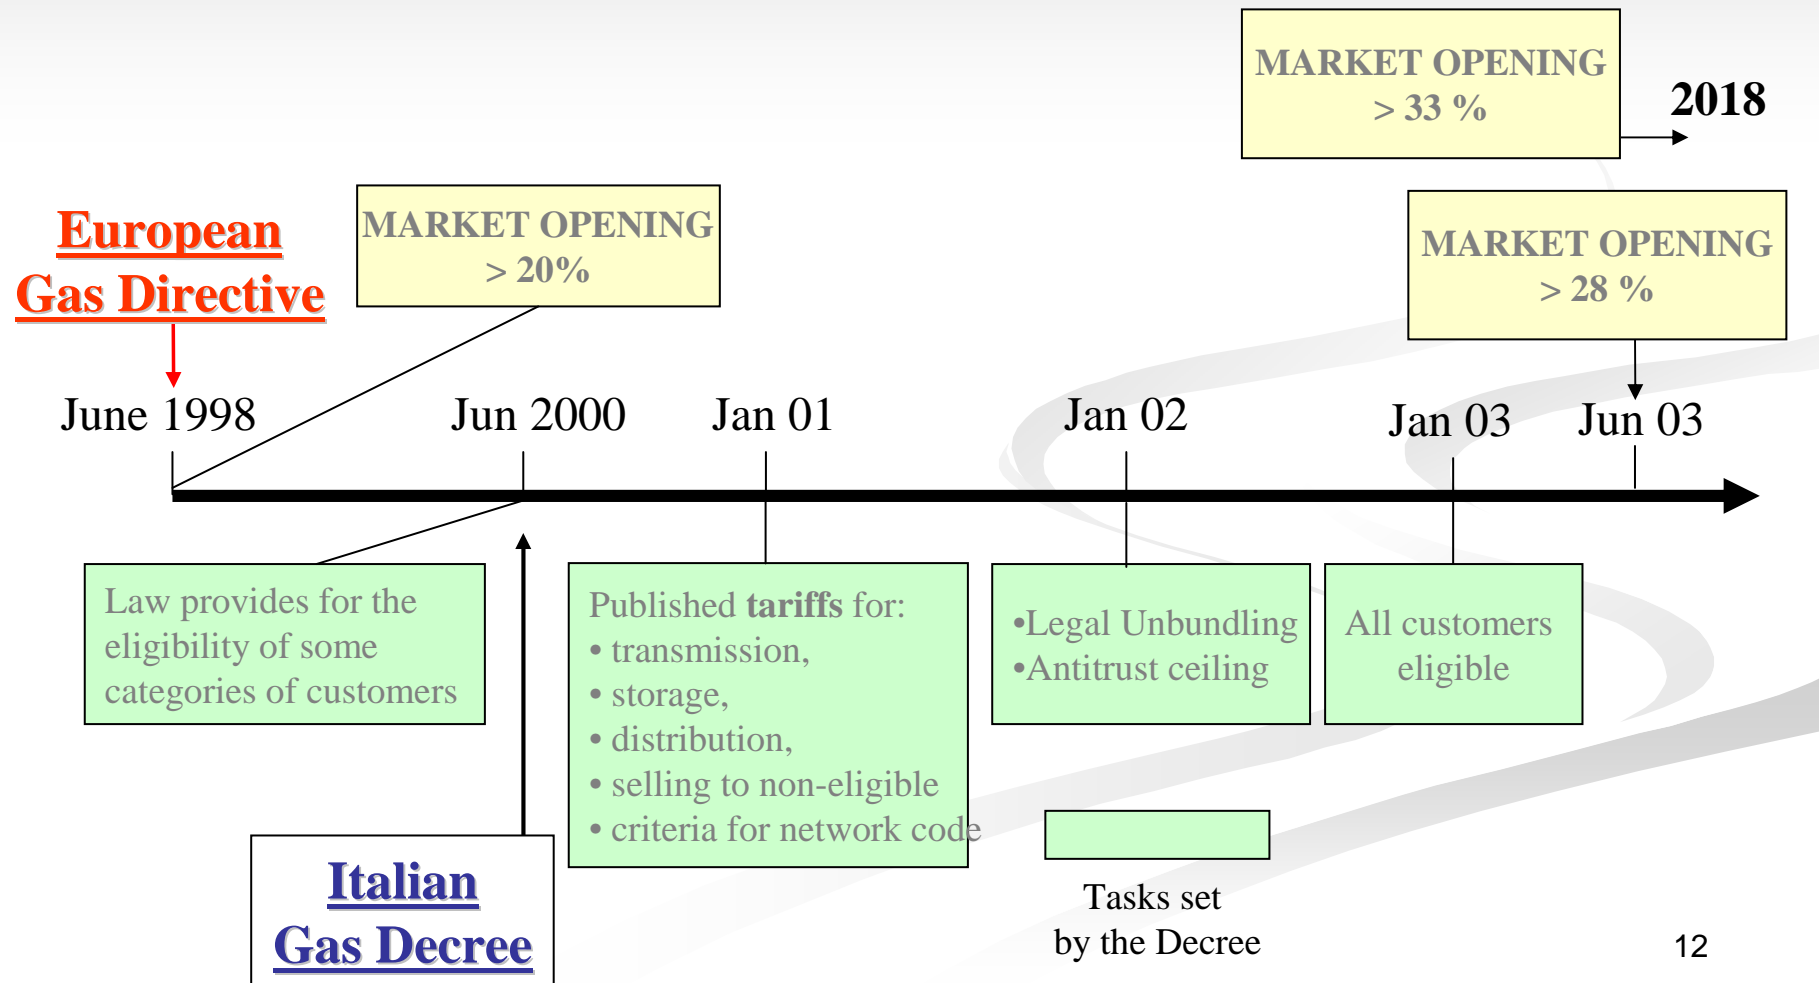 MARKET OPENING
> 33 %
2018
European
Gas Directive
MARKET OPENING
> 20%
MARKET OPENING
> 28 %
June 1998
Jun 2000
Jan 01
Jan 02
Jan 03
Jun 03
Law provides for the
eligibility of some
categories of customers
Published tariffs for:
• transmission,
• storage,
• distribution,
• selling to non-eligible
• criteria for network code
•Legal Unbundling
•Antitrust ceiling
All customers
eligible
Italian
Gas Decree
Tasks set
by the Decree
12